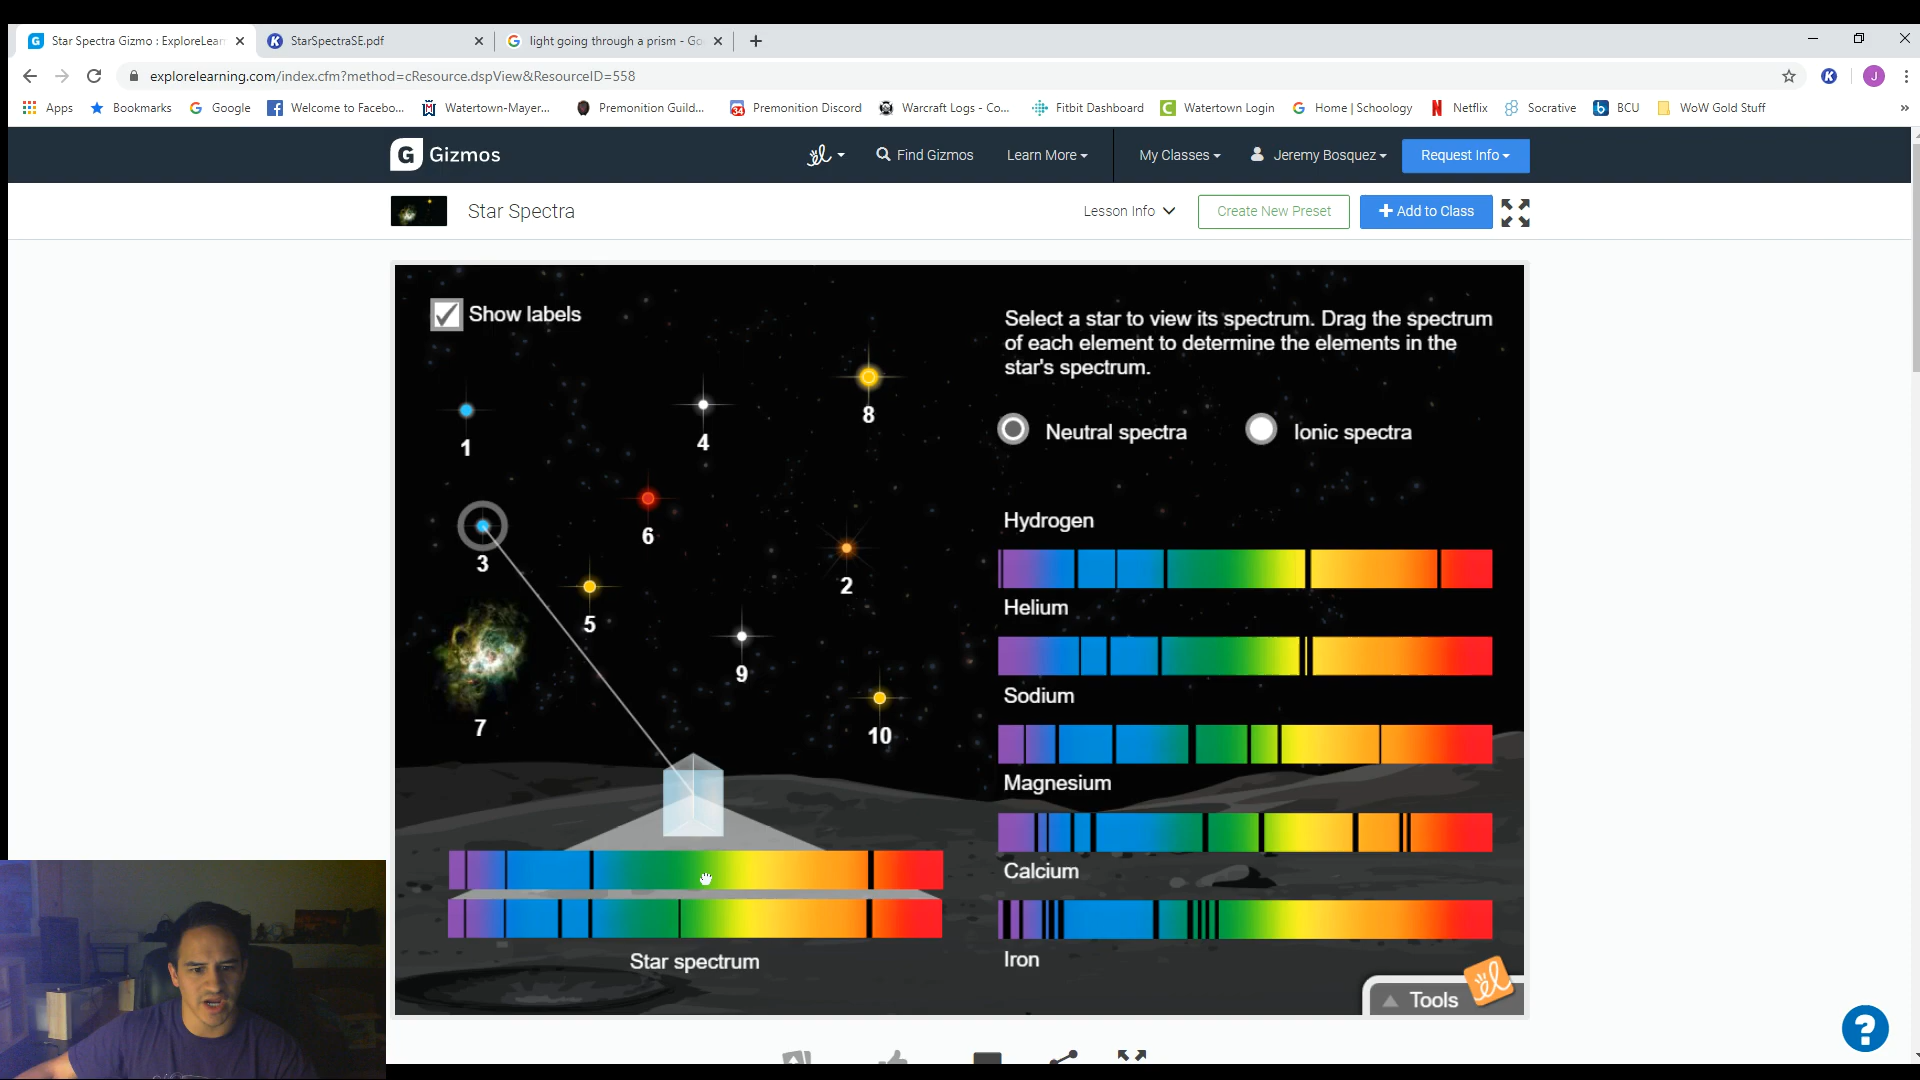 Star Spectra Gizmo : ExploreLear
StarSpectraSE.pdf
light going through a prism - Go
explorelearning.com/index.cfm?method=cResource.dspView&ResourceID=558
Apps
Bookmarks
Google
Welcome to Facebo...
Watertown-Mayer...
Premonition Guild...
Premonition Discord
Warcraft Logs - Co...
Fitbit Dashboard
Watertown Login
Home | Schoology
Netflix
Socrative
BCU
WoW Gold Stuff
»
G Gizmos
Find Gizmos
Learn More
My Classes
Jeremy Bosquez
Request Info
Star Spectra
Lesson Info
Create New Preset
+ Add to Class
Show labels
Select a star to view its spectrum. Drag the spectrum
of each element to determine the elements in the
star's spectrum.
Neutral spectra
Ionic spectra
1
4
8
3
6
2
5
9
7
10
Hydrogen
Helium
Sodium
Magnesium
Calcium
Iron
Star spectrum
Tools
?